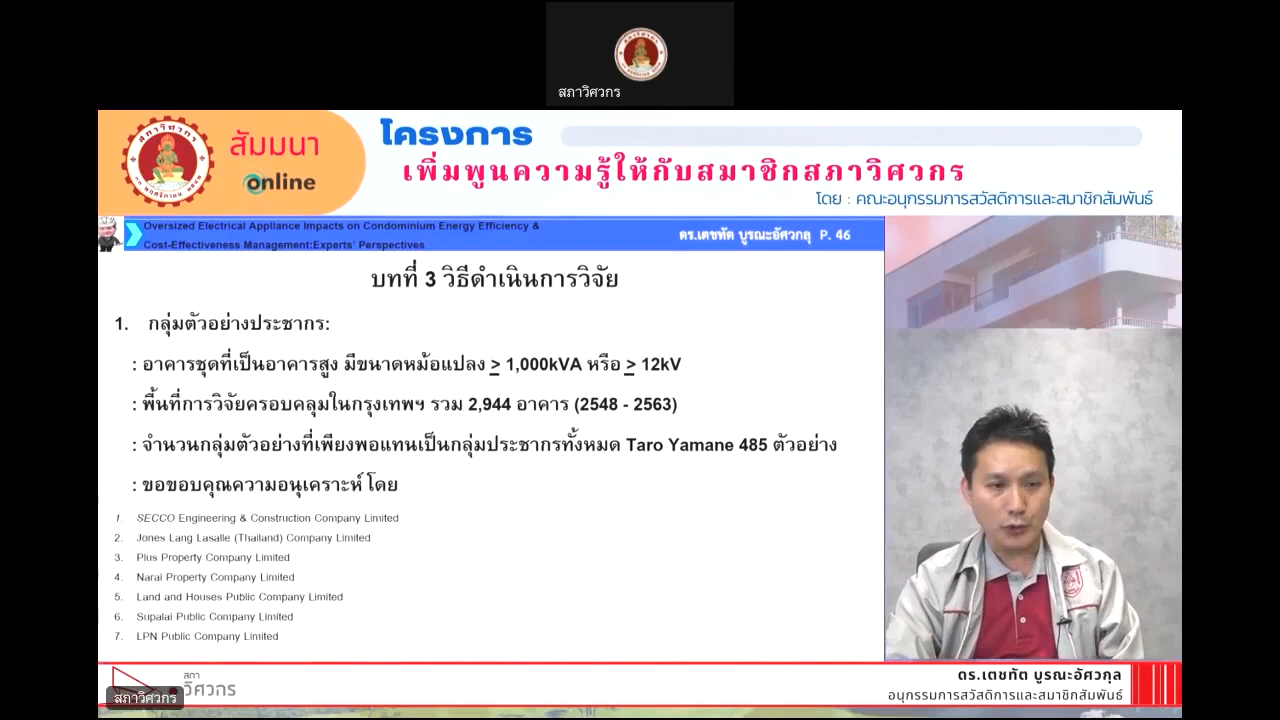 สภาวิศวกร
สภาวิศวกร
สัมมนา
online
โครงการ
เพิ่มพูนความรู้ให้กับสมาชิกสภาวิศวกร
โดย : คณะอนุกรรมการสวัสดิการและสมาชิกสัมพันธ์
Oversized Electrical Appliance Impacts on Condominium Energy Efficiency &
Cost-Effectiveness Management:Experts' Perspectives
ดร.เตชทัต บูรณะอัศวกลุ P. 46
บทที่ 3 วิธีดำเนินการวิจัย
1. กลุ่มตัวอย่างประชากร:
: อาคารชุดที่เป็นอาคารสูง มีขนาดหม้อแปลง ≥ 1,000kVA หรือ ≥ 12kV
: พื้นที่การวิจัยครอบคลุมในกรุงเทพฯ รวม 2,944 อาคาร (2548 - 2563)
: จำนวนกลุ่มตัวอย่างที่เพียงพอแทนเป็นกลุ่มประชากรทั้งหมด Taro Yamane 485 ตัวอย่าง
: ขอขอบคุณความอนุเคราะห์ โดย
1. SECCO Engineering & Construction Company Limited
2. Jones Lang Lasalle (Thailand) Company Limited
3. Plus Property Company Limited
4. Narai Property Company Limited
5. Land and Houses Public Company Limited
6. Supalai Public Company Limited
7. LPN Public Company Limited
สภา
วิศวกร
สภาวิศวกร
ดร.เตชทัต บูรณะอัศวกุล
อนุกรรมการสวัสดิการและสมาชิกสัมพันธ์